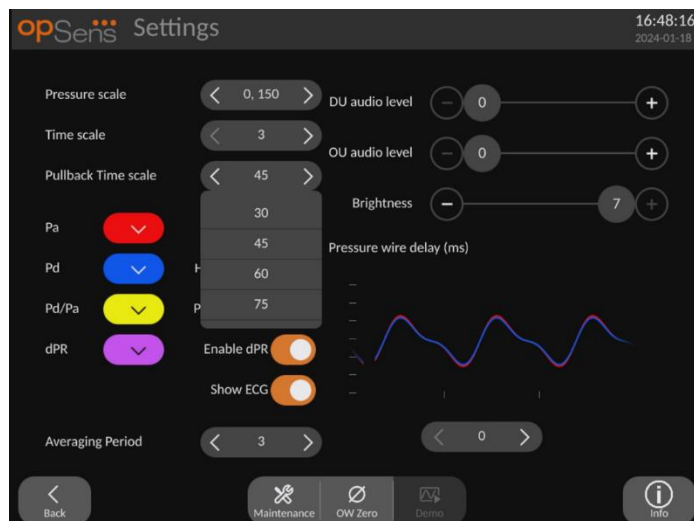 opSens Settings
16:48:16
2024-01-18
Pressure scale 0, 150
Time scale 3
Pullback Time scale 45
30
45
60
75
DU audio level 0
OU audio level 0
Brightness 7
Pa
Pd H
Pd/Pa P
dPR
Enable dPR
Show ECG
Pressure wire delay (ms)
Averaging Period 3
0
Back
Maintenance
OW Zero
Demo
Info